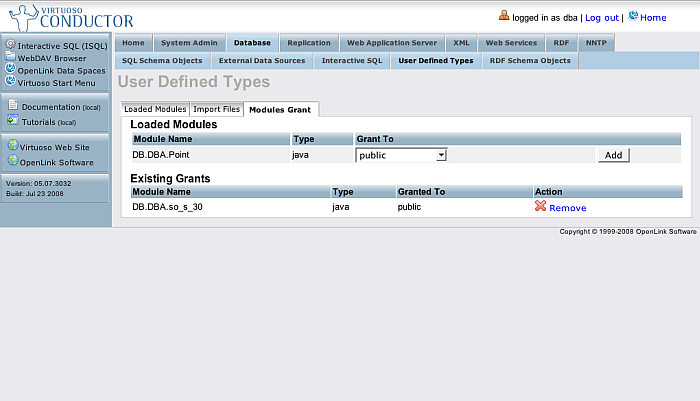 VIRTUOSO
CONDUCTOR
logged in as dba | Log out | Home
Interactive SQL (ISQL)
WebDAV Browser
OpenLink Data Spaces
Virtuoso Start Menu
Documentation (local)
Tutorials (local)
Virtuoso Web Site
OpenLink Software
Version: 05.07.3032
Build: Jul 23 2008
Home System Admin Database Replication Web Application Server XML Web Services RDF NNTP
SQL Schema Objects External Data Sources Interactive SQL User Defined Types RDF Schema Objects
User Defined Types
Loaded Modules Import Files Modules Grant
Loaded Modules
Module Name Type Grant To
DB.DBA.Point java public Add
Existing Grants
Module Name Type Granted To Action
DB.DBA.so_s_30 java public Remove
Copyright © 1999-2008 OpenLink Software